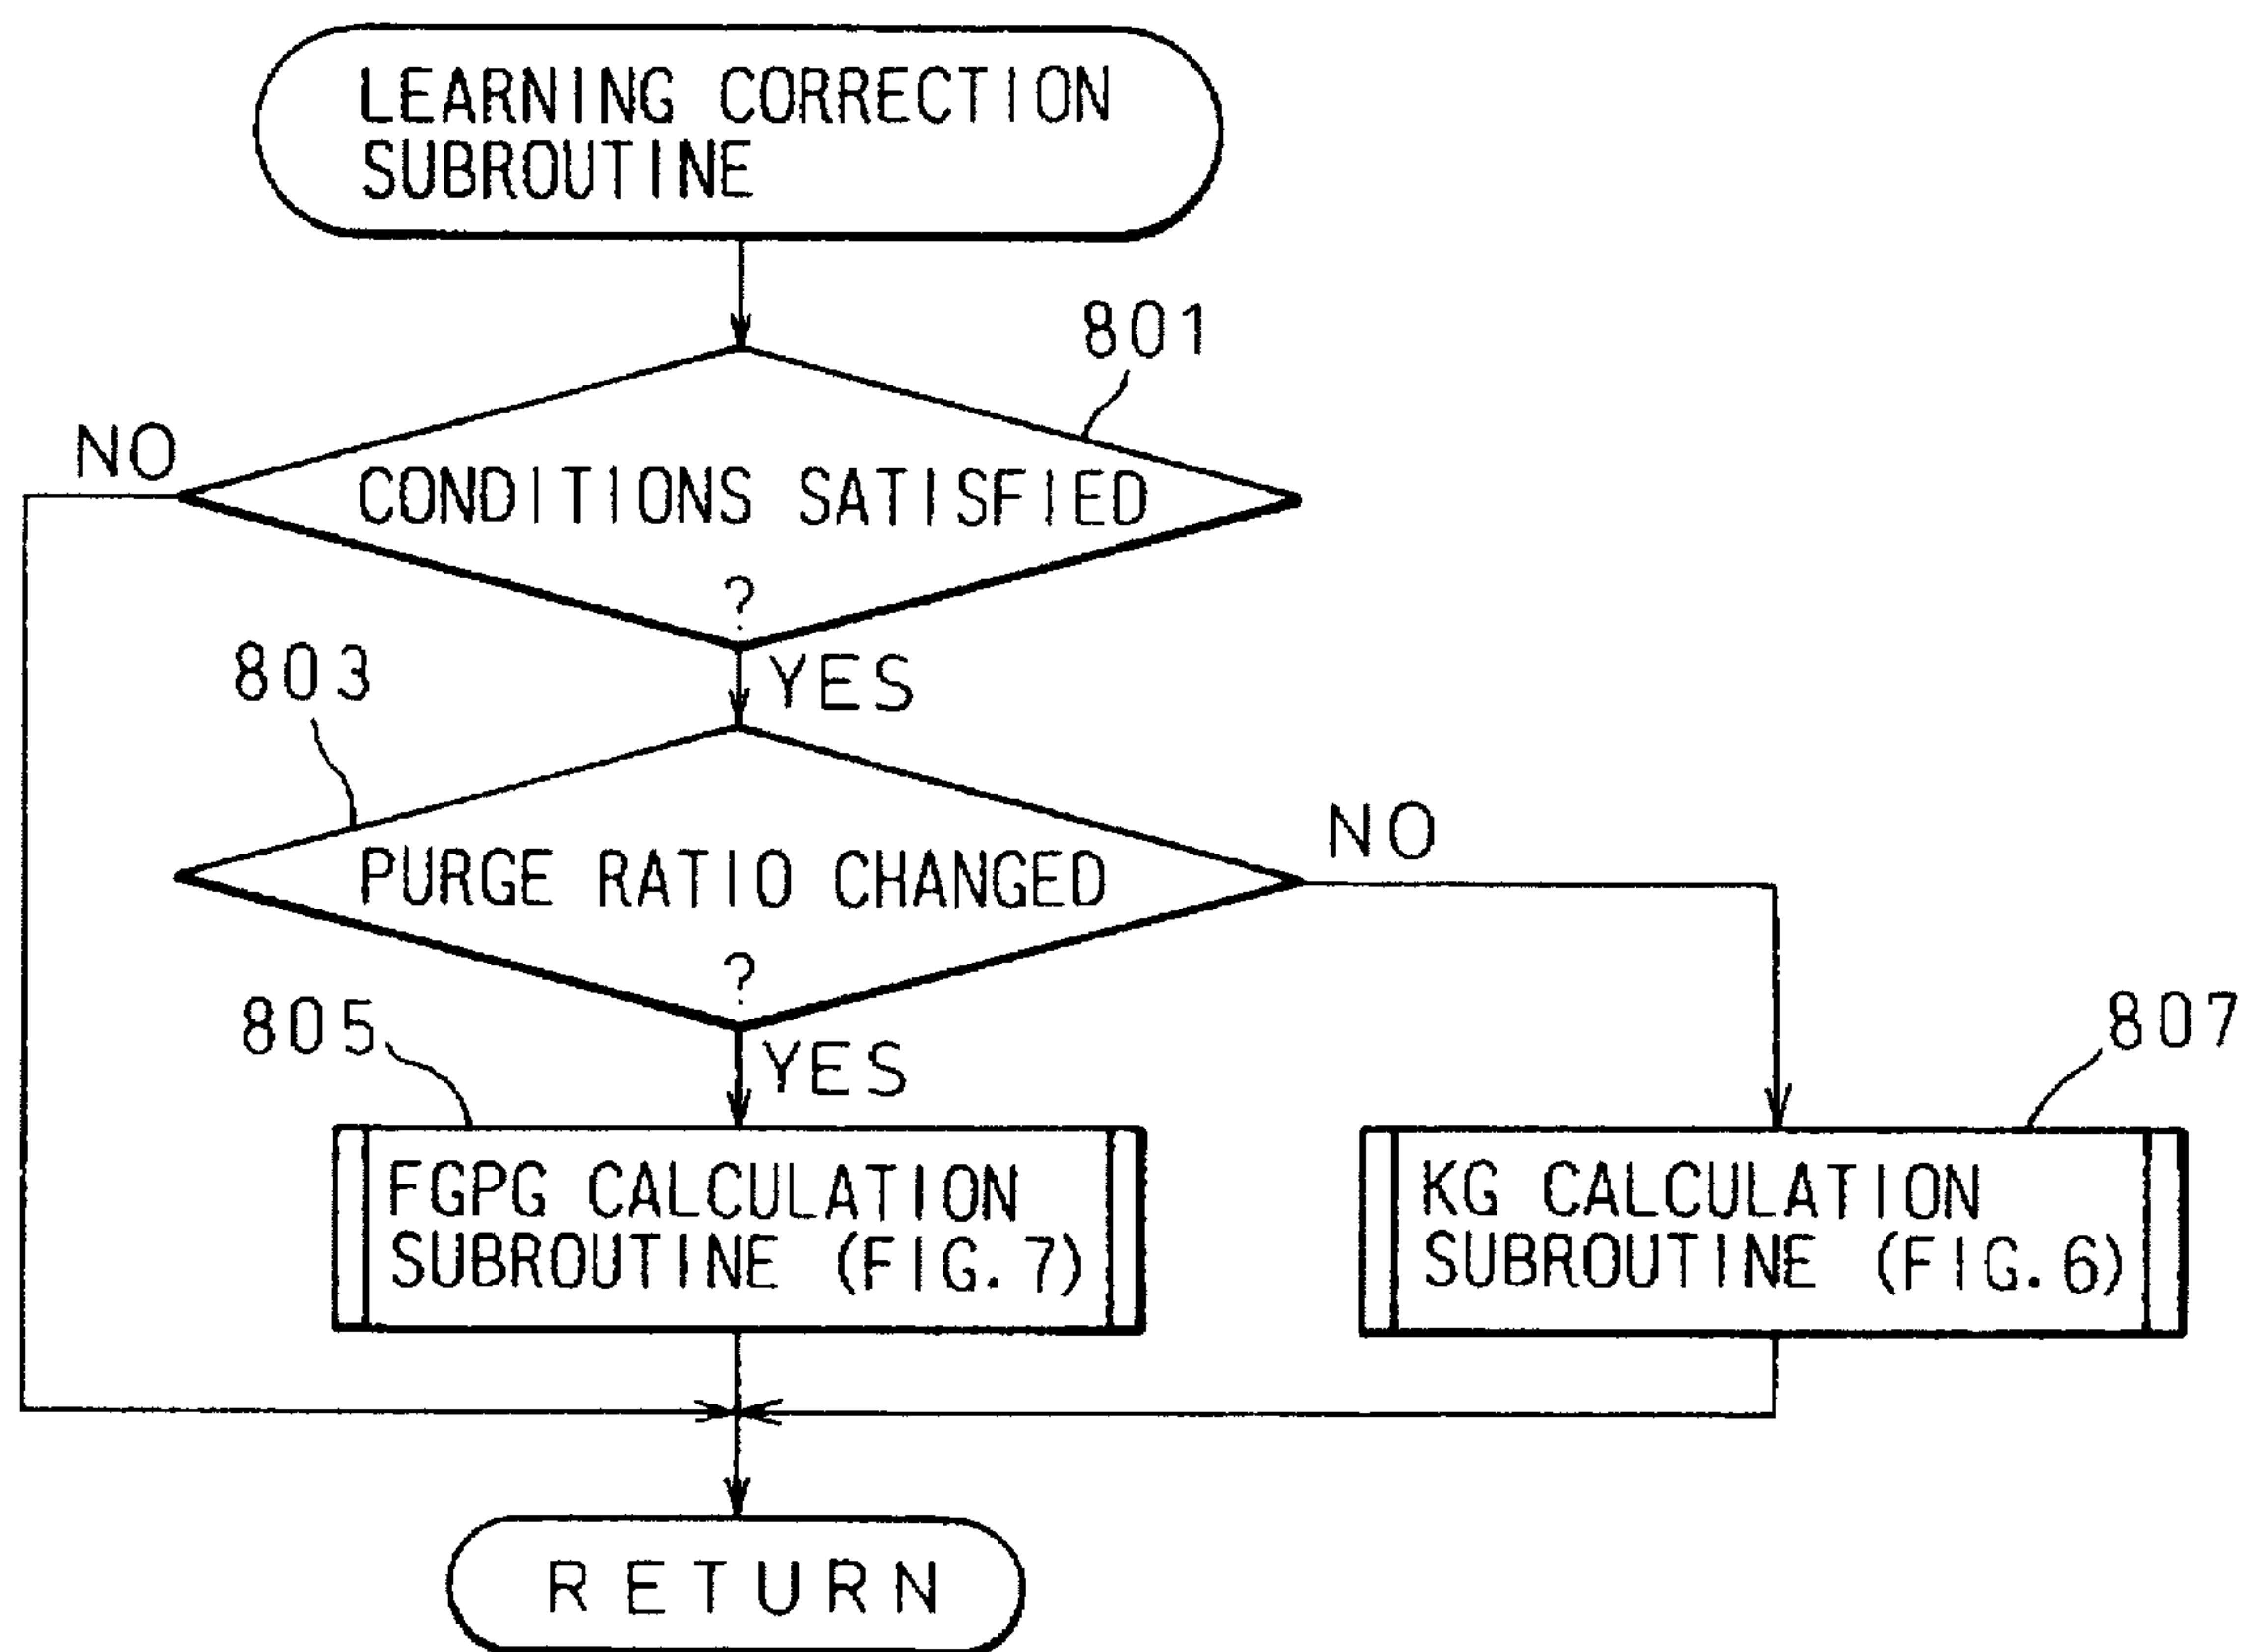 LEARNING CORRECTION
SUBROUTINE
801
NO
CONDITIONS SATISFIED
?
803
YES
NO
PURGE RATIO CHANGED
?
805
YES
807
FGPG CALCULATION
SUBROUTINE (FIG. 7)
KG CALCULATION
SUBROUTINE (FIG. 6)
RETURN